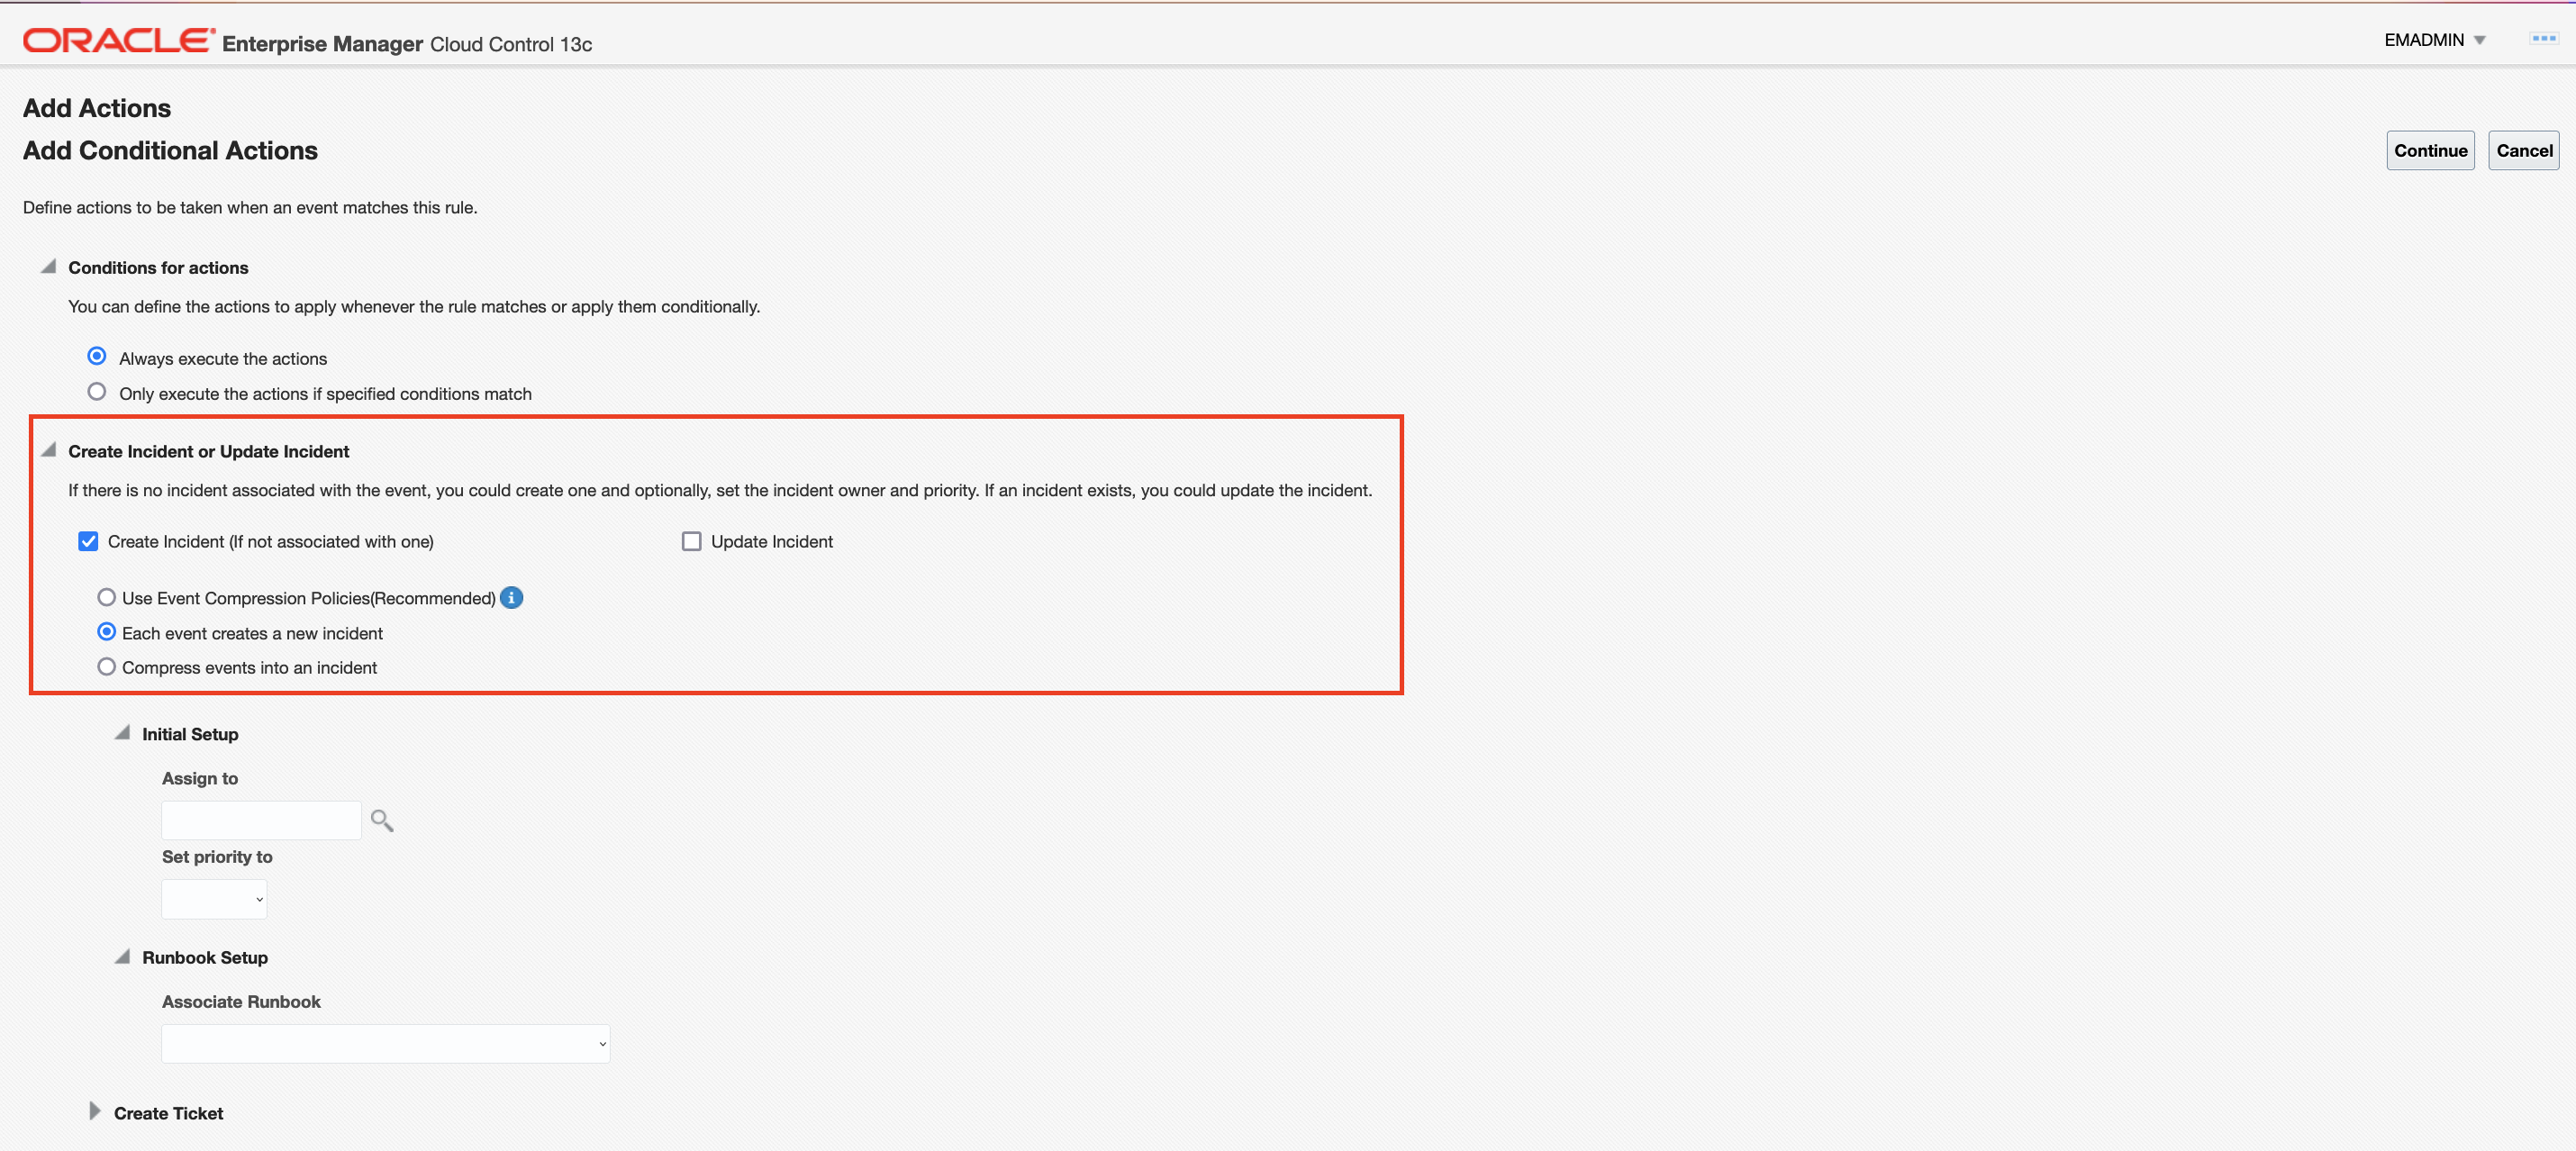 ORACLE Enterprise Manager Cloud Control 13c
EMADMIN
Add Actions
Add Conditional Actions
Continue
Cancel
Define actions to be taken when an event matches this rule.
Conditions for actions
You can define the actions to apply whenever the rule matches or apply them conditionally.
Always execute the actions
Only execute the actions if specified conditions match
Create Incident or Update Incident
If there is no incident associated with the event, you could create one and optionally, set the incident owner and priority. If an incident exists, you could update the incident.
Create Incident (If not associated with one)
Update Incident
Use Event Compression Policies(Recommended)
Each event creates a new incident
Compress events into an incident
Initial Setup
Assign to
Set priority to
Runbook Setup
Associate Runbook
Create Ticket